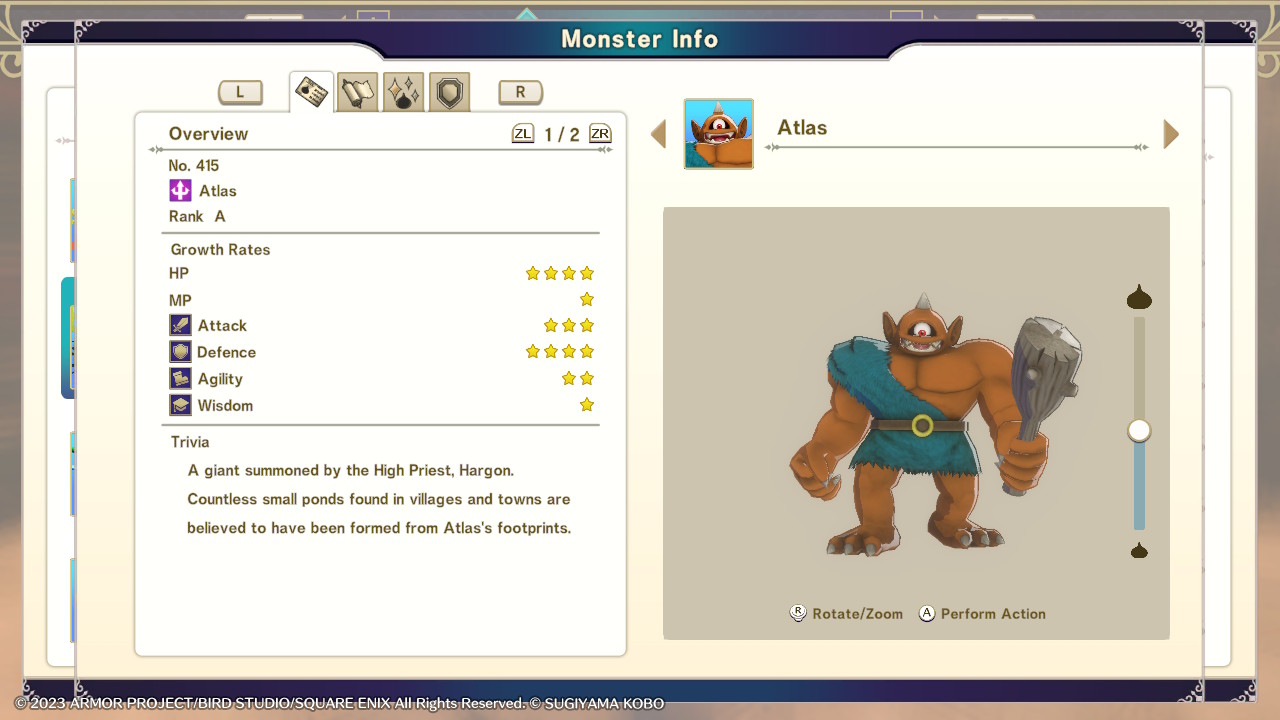 Monster Info
L
R
Overview
ZL 1 / 2 ZR
No. 415
Atlas
Rank A
Growth Rates
HP
MP
Attack
Defence
Agility
Wisdom
Trivia
A giant summoned by the High Priest, Hargon.
Countless small ponds found in villages and towns are
believed to have been formed from Atlas's footprints.
Atlas
R Rotate/Zoom A Perform Action
© 2023 ARMOR PROJECT/BIRD STUDIO/SQUARE ENIX All Rights Reserved. © SUGIYAMA KOBO